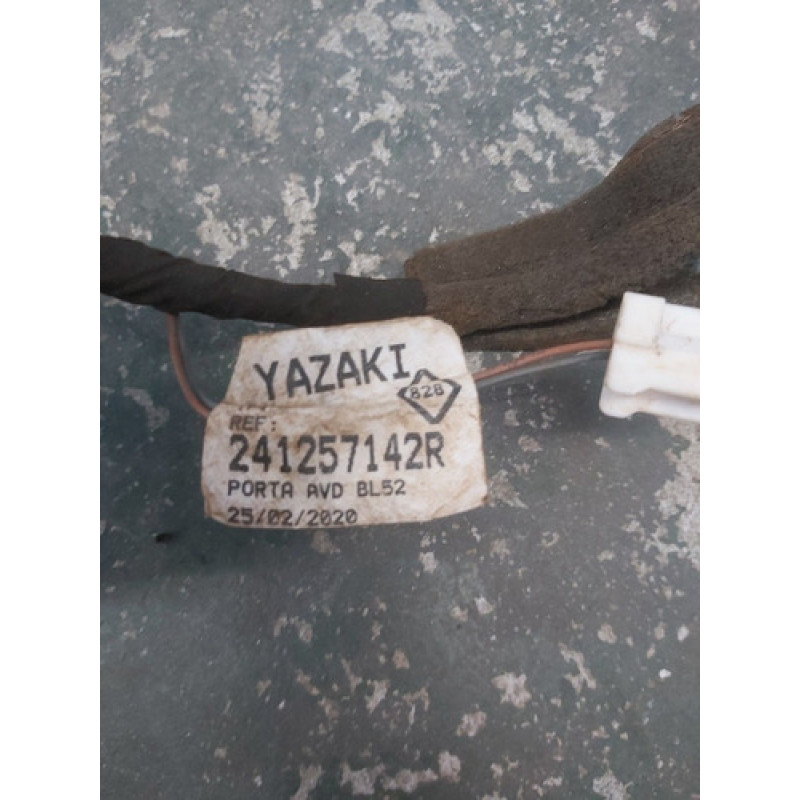 YAZAKI
828
REF:
241257142R
PORTA AVD BL52
25/02/2020